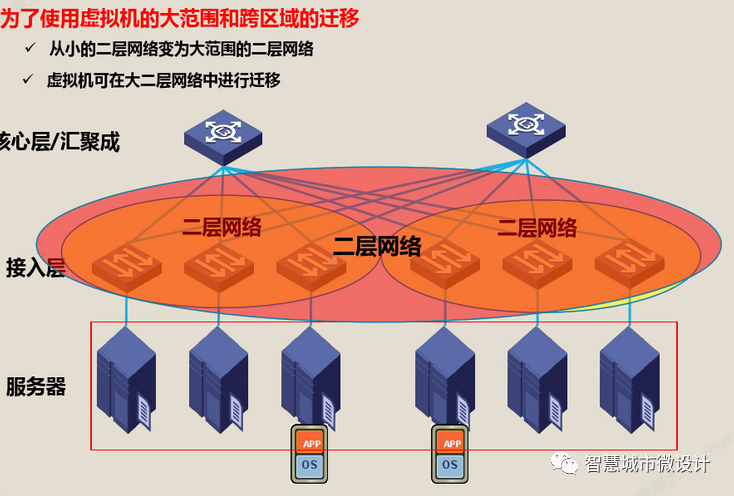 为了使用虚拟机的大范围和跨区域的迁移
✓ 从小的二层网络变为大范围的二层网络
✓ 虚拟机可在大二层网络中进行迁移
核心层/汇聚成
二层网络
二层网络
二层网络
接入层
服务器
APP
OS
APP
OS
智慧城市微设计